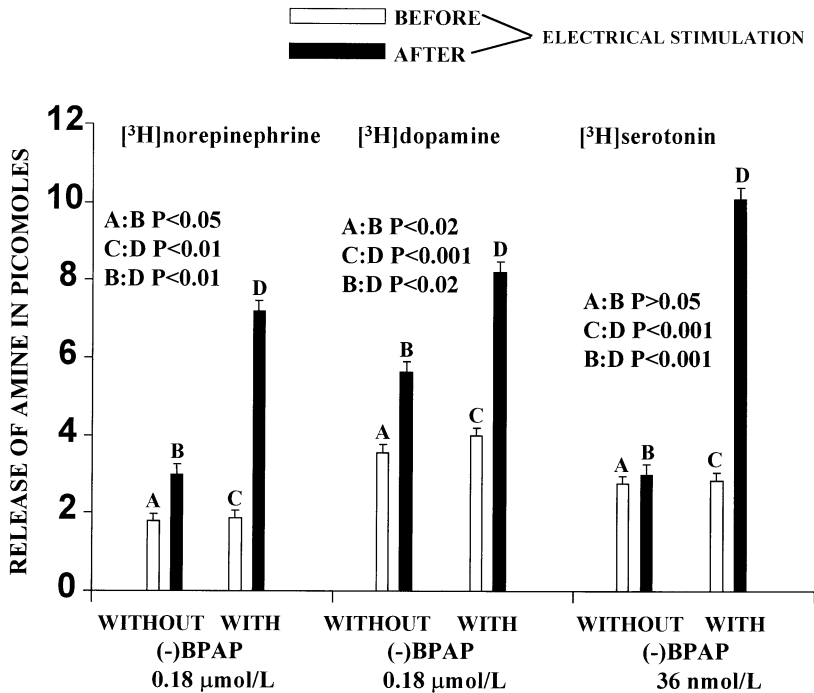 BEFORE
AFTER
ELECTRICAL STIMULATION
RELEASE OF AMINE IN PICOMOLES
12
10
8
6
4
2
0
[³H]norepinephrine
A:B P<0.05
C:D P<0.01
B:D P<0.01
A
B
C
D
[³H]dopamine
A:B P<0.02
C:D P<0.001
B:D P<0.02
A
B
C
D
[³H]serotonin
A:B P>0.05
C:D P<0.001
B:D P<0.001
A
B
C
D
WITHOUT WITH
(-)BPAP
0.18 μmol/L
WITHOUT WITH
(-)BPAP
0.18 μmol/L
WITHOUT WITH
(-)BPAP
36 nmol/L